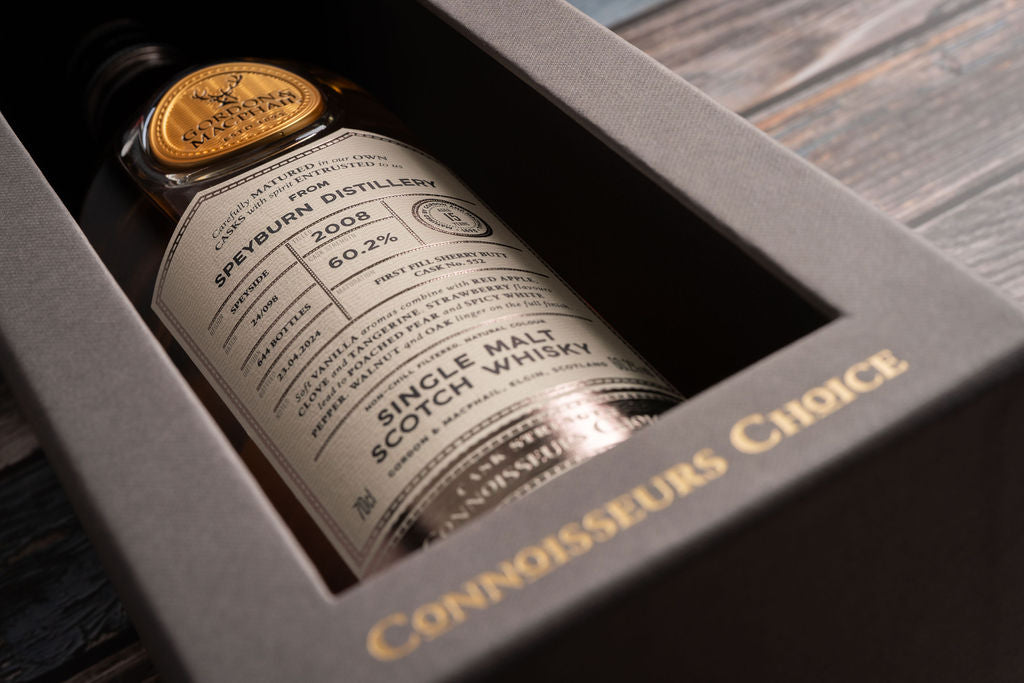 GORDON &
MACPHAIL
Carefully MATURED in our OWN
CASKS with spirit ENTRUSTED to us
FROM
SPEYBURN DISTILLERY
SPEYSIDE
24/098
644 BOTTLES
23.04.2024
2008
60.2%
15
FIRST FILL SHERRY BUTT
CASK No. 552
Soft VANILLA aromas combine with RED APPLE,
CLOVE and TANGERINE. STRAWBERRY flavours
lead to POACHED PEAR and SPICY WHITE
PEPPER. WALNUT and OAK linger on the full finish.
NON-CHILL FILTERED. NATURAL COLOUR
SINGLE MALT
SCOTCH WHISKY
GORDON & MACPHAIL, ELGIN, SCOTLAND
70cl
CASK STR
CONNOISSEURS C
CONNOISSEURS CHOICE